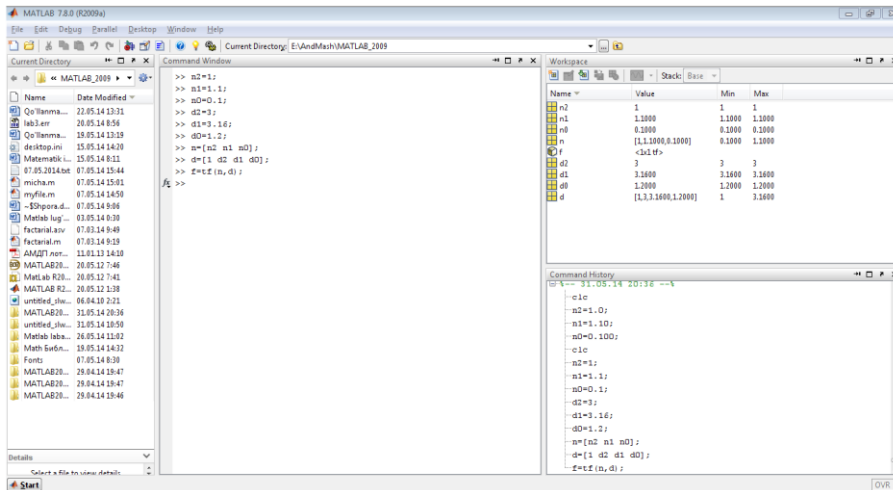 MATLAB 7.8.0 (R2009a)
File Edit Debug Parallel Desktop Window Help
Current Directory: E:\AndMash\MATLAB_2009
Current Directory
« MATLAB_2009
Name Date Modified
Qo'llanma... 22.05.14 13:31
lab3.err 20.05.14 8:56
Qo'llanma... 19.05.14 13:19
desktop.ini 15.05.14 14:20
Matematik i... 15.05.14 8:11
07.05.2014.txt 07.05.14 15:44
micha.m 07.05.14 15:01
myfile.m 07.05.14 14:50
~$Shpora.d... 07.05.14 9:06
Matlab lug'... 03.05.14 0:30
factarial.asv 07.03.14 9:49
factarial.m 07.03.14 9:19
АМДП лот... 11.01.13 14:10
MATLAB20... 20.05.12 7:46
MatLab R20... 20.05.12 7:41
MATLAB R2... 20.05.12 1:38
untitled_slw... 06.04.10 2:21
MATLAB20... 31.05.14 20:36
untitled_slw... 31.05.14 10:50
Matlab laba... 26.05.14 11:02
Math Библ... 19.05.14 14:32
Fonts 07.05.14 8:30
MATLAB20... 29.04.14 19:47
MATLAB20... 29.04.14 19:47
MATLAB20... 29.04.14 19:46
Details
Select a file to view details
Start
Command Window
>> n2=1;
>> n1=1.1;
>> n0=0.1;
>> d2=3;
>> d1=3.16;
>> d0=1.2;
>> n=[n2 n1 n0];
>> d=[1 d2 d1 d0];
>> f=tf(n,d);
fx >>
Workspace
Stack: Base
Name Value Min Max
n2 1 1 1
n1 1.1000 1.1000 1.1000
n0 0.1000 0.1000 0.1000
n [1,1.1000,0.1000] 0.1000 1.1000
f <1x1 tf>
d2 3 3 3
d1 3.1600 3.1600 3.1600
d0 1.2000 1.2000 1.2000
d [1,3,3.1600,1.2000] 1 3.1600
Command History
%-- 31.05.14 20:36 --%
clc
n2=1.0;
n1=1.10;
n0=0.100;
clc
n2=1;
n1=1.1;
n0=0.1;
d2=3;
d1=3.16;
d0=1.2;
n=[n2 n1 n0];
d=[1 d2 d1 d0];
f=tf(n,d);
OVR